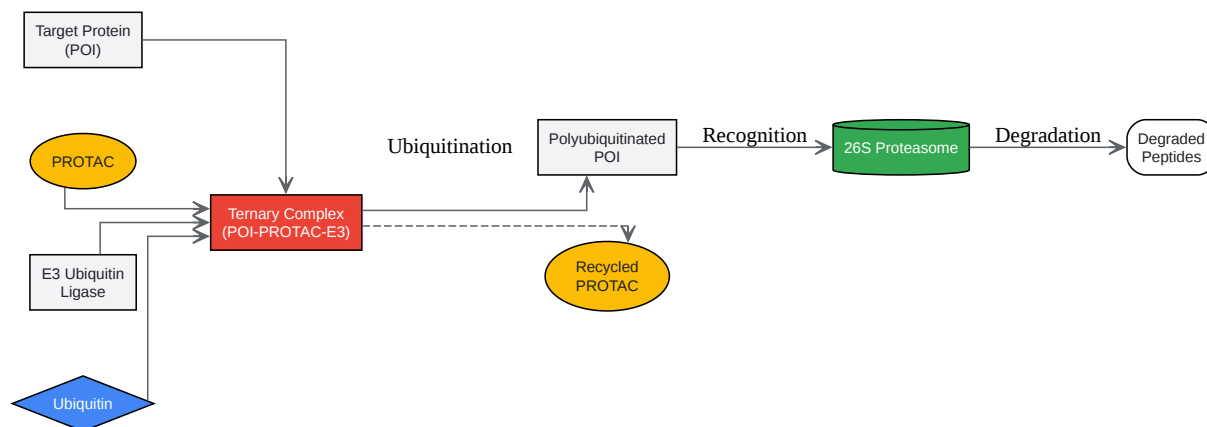 Target Protein
(POI)
PROTAC
E3 Ubiquitin
Ligase
Ubiquitin
Ternary Complex
(POI-PROTAC-E3)
Ubiquitination
Polyubiquitinated
POI
Recycled
PROTAC
Recognition
26S Proteasome
Degradation
Degraded
Peptides